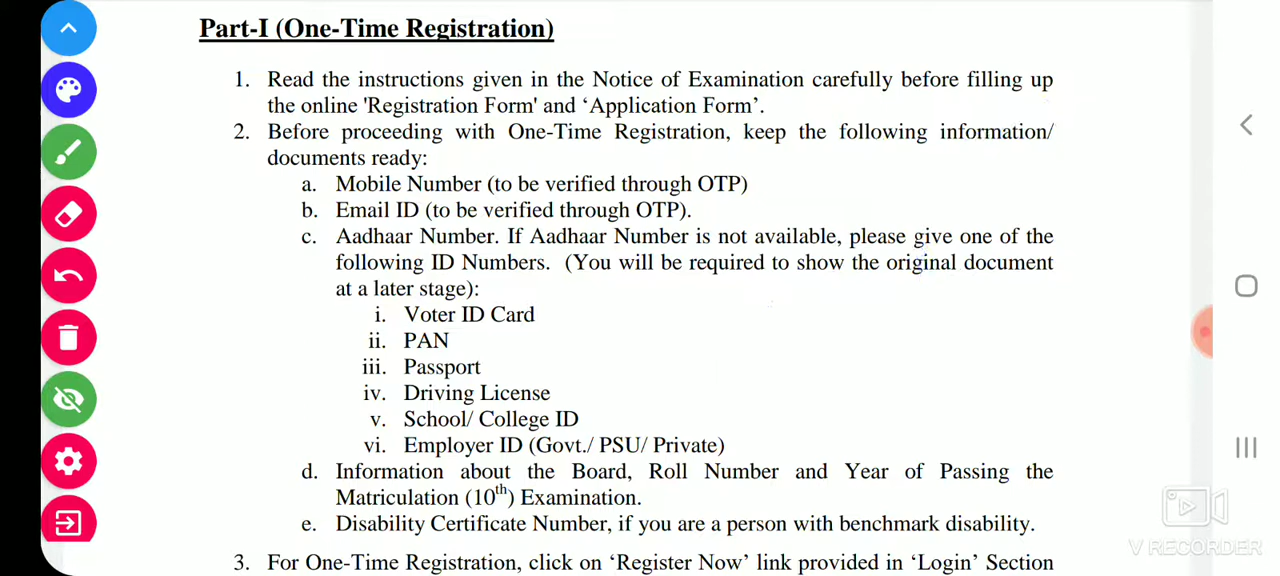 Part-I (One-Time Registration)
1. Read the instructions given in the Notice of Examination carefully before filling up
the online 'Registration Form' and ‘Application Form’.
2. Before proceeding with One-Time Registration, keep the following information/
documents ready:
a. Mobile Number (to be verified through OTP)
b. Email ID (to be verified through OTP).
c. Aadhaar Number. If Aadhaar Number is not available, please give one of the
following ID Numbers. (You will be required to show the original document
at a later stage):
i. Voter ID Card
ii. PAN
iii. Passport
iv. Driving License
v. School/ College ID
vi. Employer ID (Govt./ PSU/ Private)
d. Information about the Board, Roll Number and Year of Passing the
Matriculation (10th) Examination.
e. Disability Certificate Number, if you are a person with benchmark disability.
3. For One-Time Registration, click on ‘Register Now’ link provided in ‘Login’ Section
V RECORDER